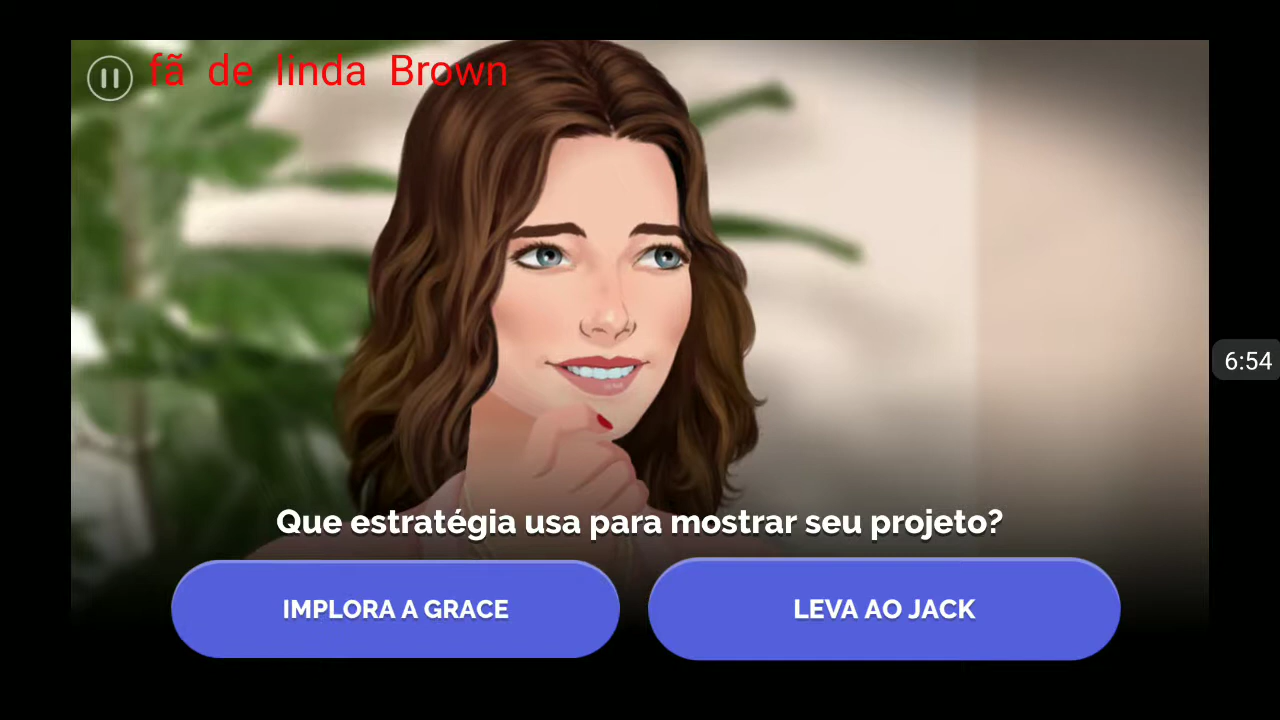 fã de linda Brown
6:54
Que estratégia usa para mostrar seu projeto?
IMPLORA A GRACE
LEVA AO JACK